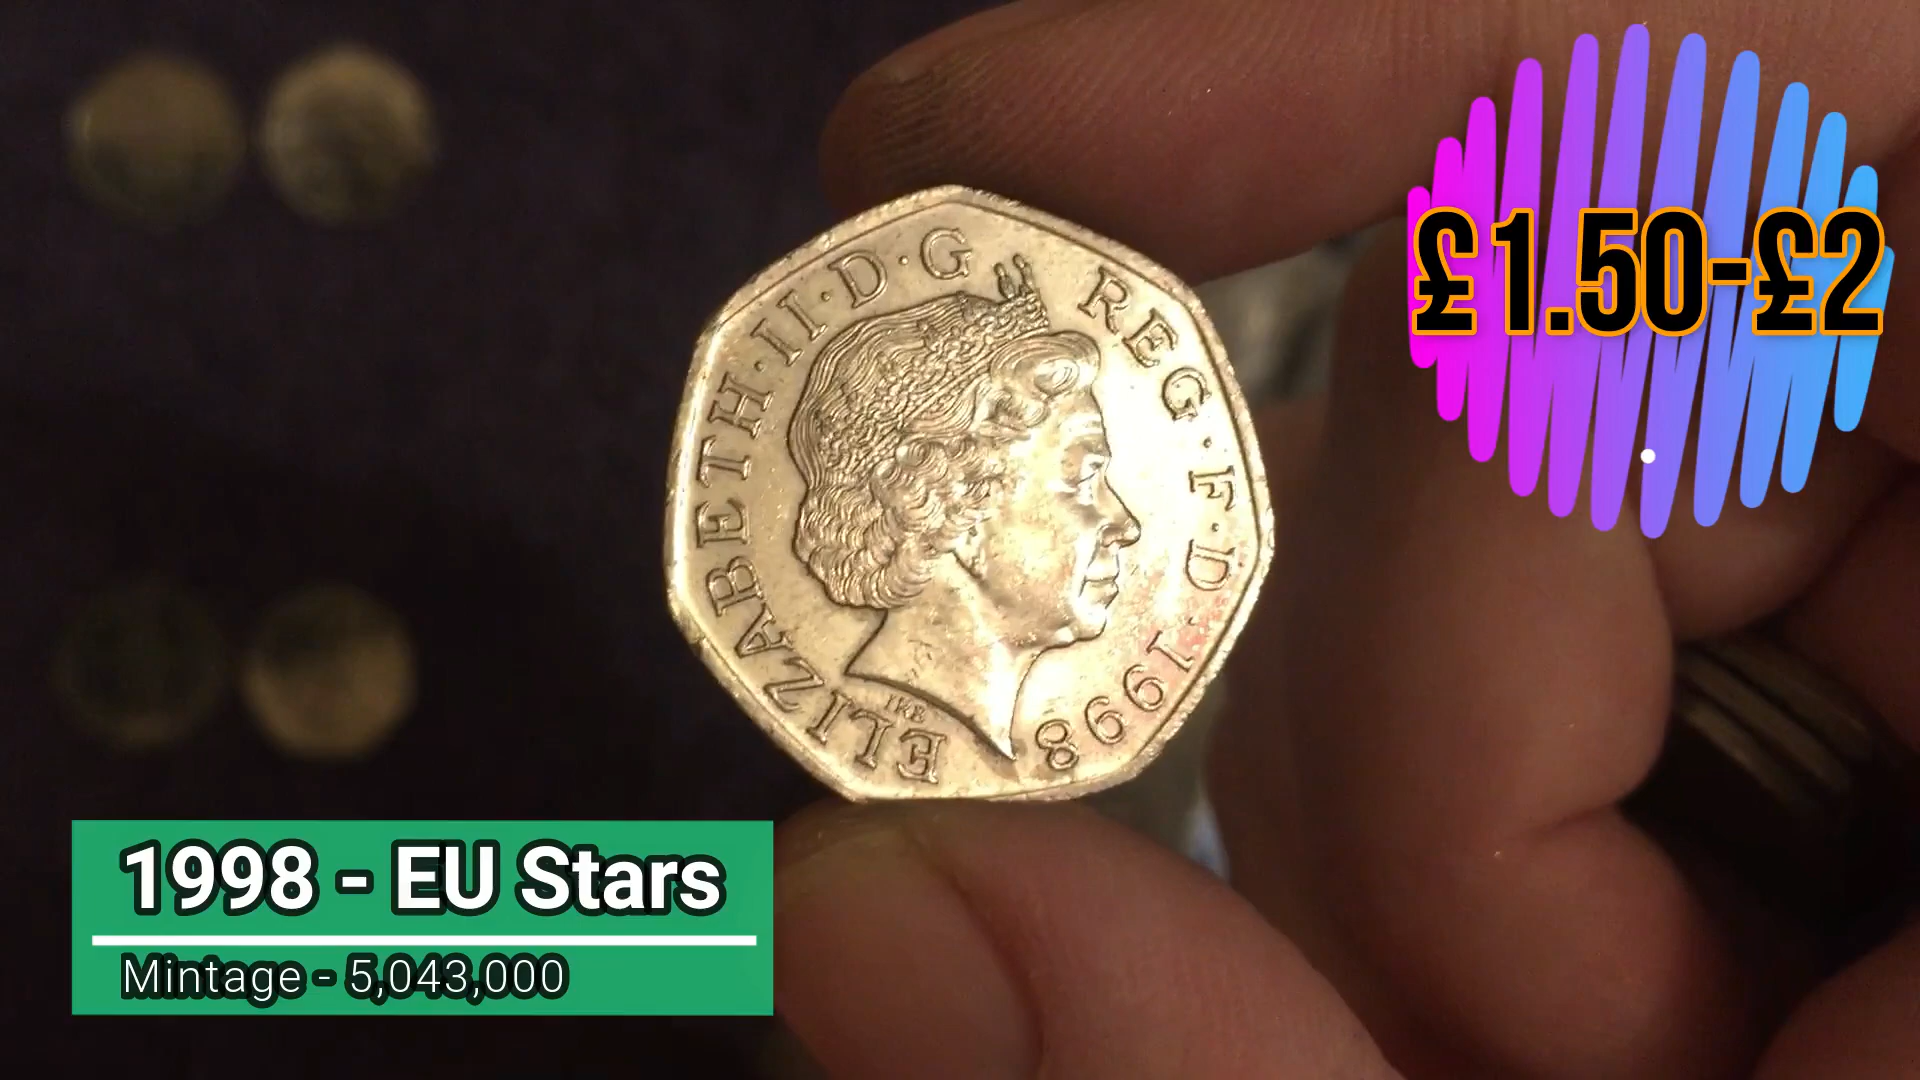 £1.50-£2
ELIZABETH·II·D·G REG·F·D·1998
IRB
1998 - EU Stars
Mintage - 5,043,000